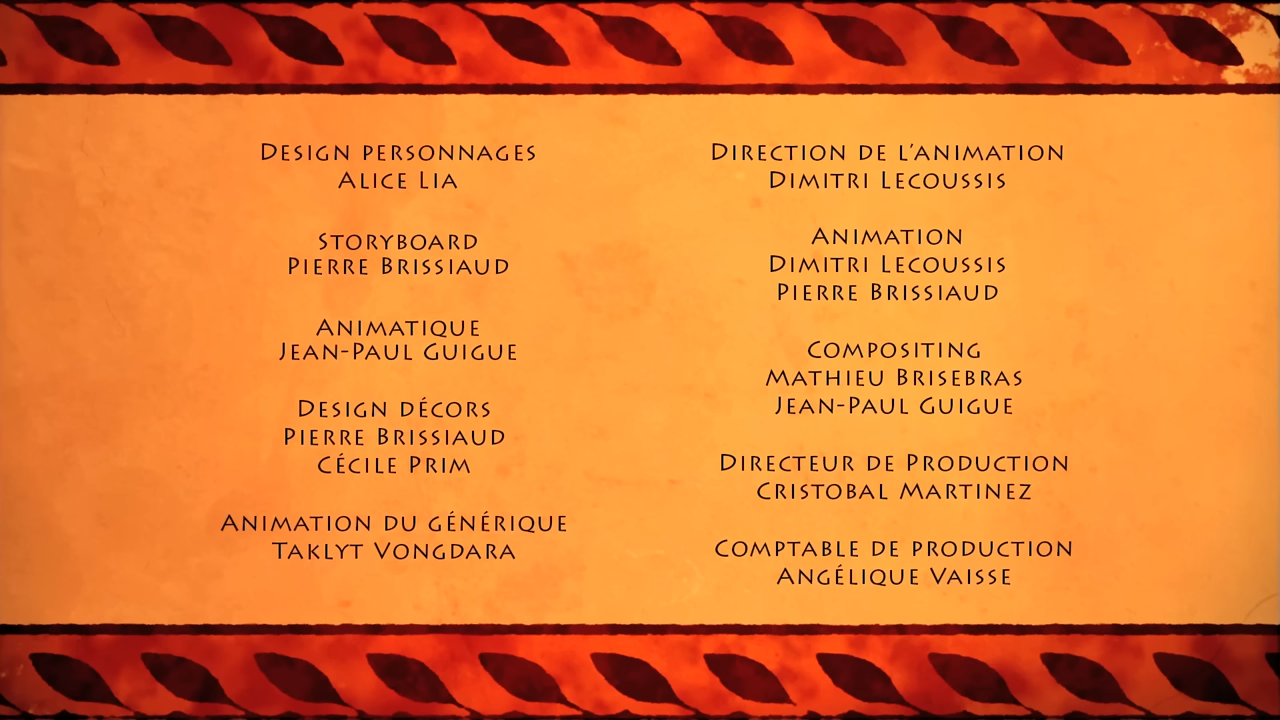 Design personnages
Alice Lia
Storyboard
Pierre Brissiaud
Animatique
Jean-Paul Guigue
Design décors
Pierre Brissiaud
Cécile Prim
Animation du générique
Taklyt Vongdara
Direction de l'animation
Dimitri Lecoussis
Animation
Dimitri Lecoussis
Pierre Brissiaud
Compositing
Mathieu Brisebras
Jean-Paul Guigue
Directeur de Production
Cristobal Martinez
Comptable de production
Angélique Vaisse